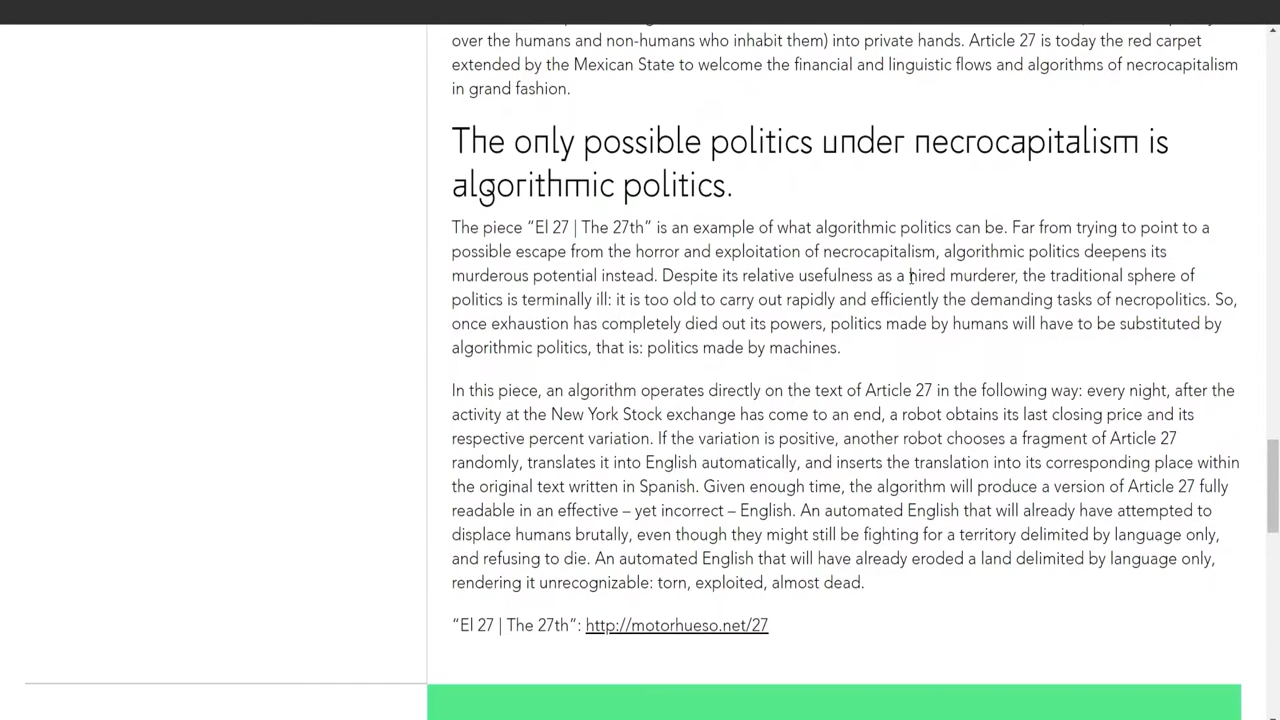 over the humans and non-humans who inhabit them) into private hands. Article 27 is today the red carpet
extended by the Mexican State to welcome the financial and linguistic flows and algorithms of necrocapitalism
in grand fashion.
The only possible politics under necrocapitalism is
algorithmic politics.
The piece “El 27 | The 27th” is an example of what algorithmic politics can be. Far from trying to point to a
possible escape from the horror and exploitation of necrocapitalism, algorithmic politics deepens its
murderous potential instead. Despite its relative usefulness as a hired murderer, the traditional sphere of
politics is terminally ill: it is too old to carry out rapidly and efficiently the demanding tasks of necropolitics. So,
once exhaustion has completely died out its powers, politics made by humans will have to be substituted by
algorithmic politics, that is: politics made by machines.
In this piece, an algorithm operates directly on the text of Article 27 in the following way: every night, after the
activity at the New York Stock exchange has come to an end, a robot obtains its last closing price and its
respective percent variation. If the variation is positive, another robot chooses a fragment of Article 27
randomly, translates it into English automatically, and inserts the translation into its corresponding place within
the original text written in Spanish. Given enough time, the algorithm will produce a version of Article 27 fully
readable in an effective – yet incorrect – English. An automated English that will already have attempted to
displace humans brutally, even though they might still be fighting for a territory delimited by language only,
and refusing to die. An automated English that will have already eroded a land delimited by language only,
rendering it unrecognizable: torn, exploited, almost dead.
“El 27 | The 27th”: http://motorhueso.net/27